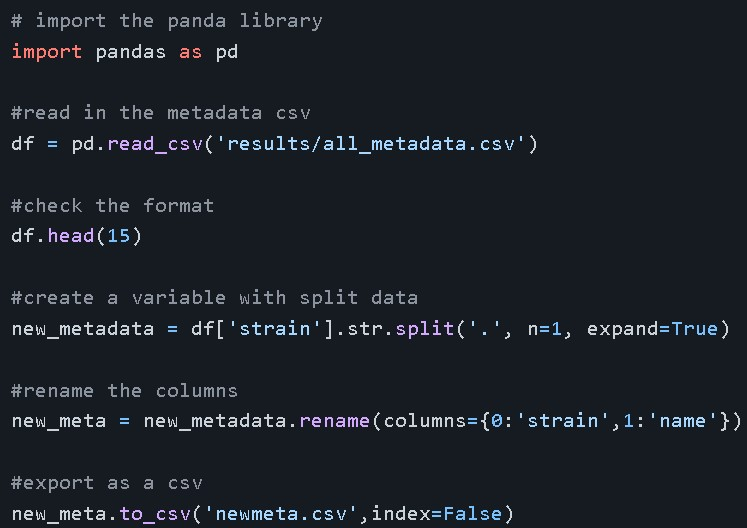 # import the panda library
import pandas as pd
#read in the metadata csv
df = pd.read_csv('results/all_metadata.csv')
#check the format
df.head(15)
#create a variable with split data
new_metadata = df['strain'].str.split('.', n=1, expand=True)
#rename the columns
new_meta = new_metadata.rename(columns={0:'strain',1:'name'})
#export as a csv
new_meta.to_csv('newmeta.csv',index=False)